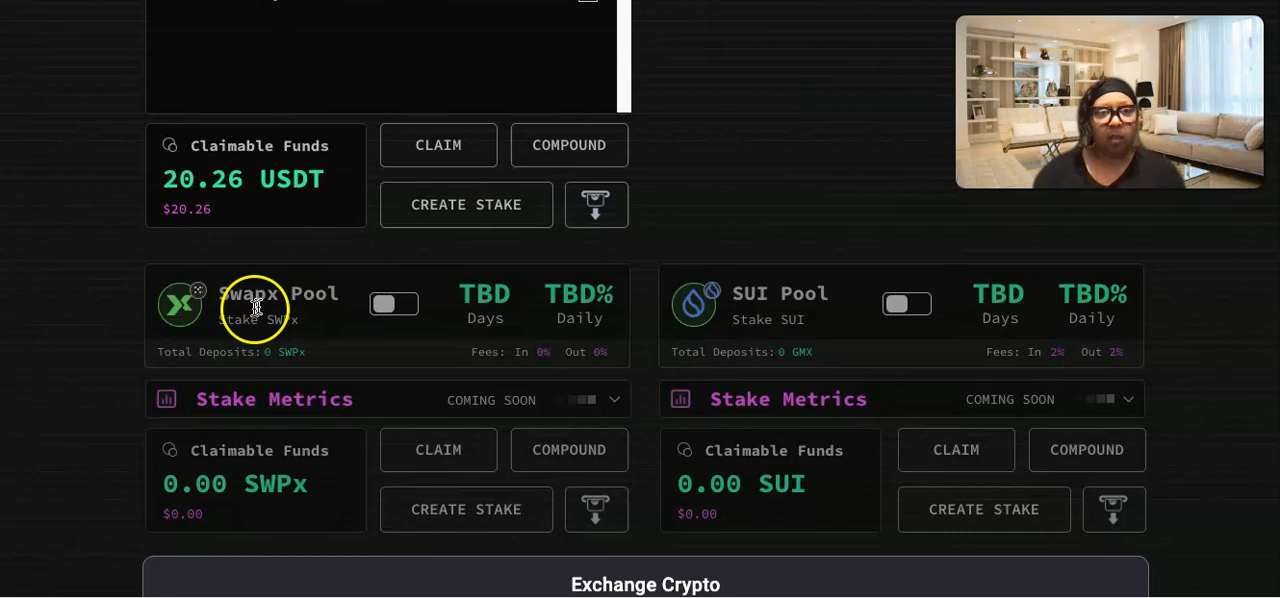 Claimable Funds
20.26 USDT
$20.26
CLAIM
COMPOUND
CREATE STAKE
Swapx Pool
Stake SWPx
TBD
Days
TBD%
Daily
Total Deposits: 0 SWPx
Fees: In 0% Out 0%
SUI Pool
Stake SUI
TBD
Days
TBD%
Daily
Total Deposits: 0 GMX
Fees: In 2% Out 2%
Stake Metrics
COMING SOON
Stake Metrics
COMING SOON
Claimable Funds
0.00 SWPx
$0.00
CLAIM
COMPOUND
CREATE STAKE
Claimable Funds
0.00 SUI
$0.00
CLAIM
COMPOUND
CREATE STAKE
Exchange Crypto